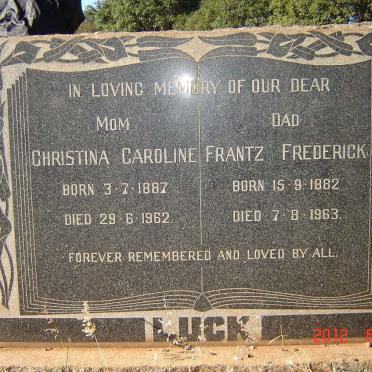 IN LOVING MEMORY OF OUR DEAR
MOM
CHRISTINA CAROLINE
BORN 3·7·1887
DIED 29·6·1962
DAD
FRANTZ FREDERICK
BORN 15·9·1882
DIED 7·8·1963.
FOREVER REMEMBERED AND LOVED BY ALL
LUCK
2012